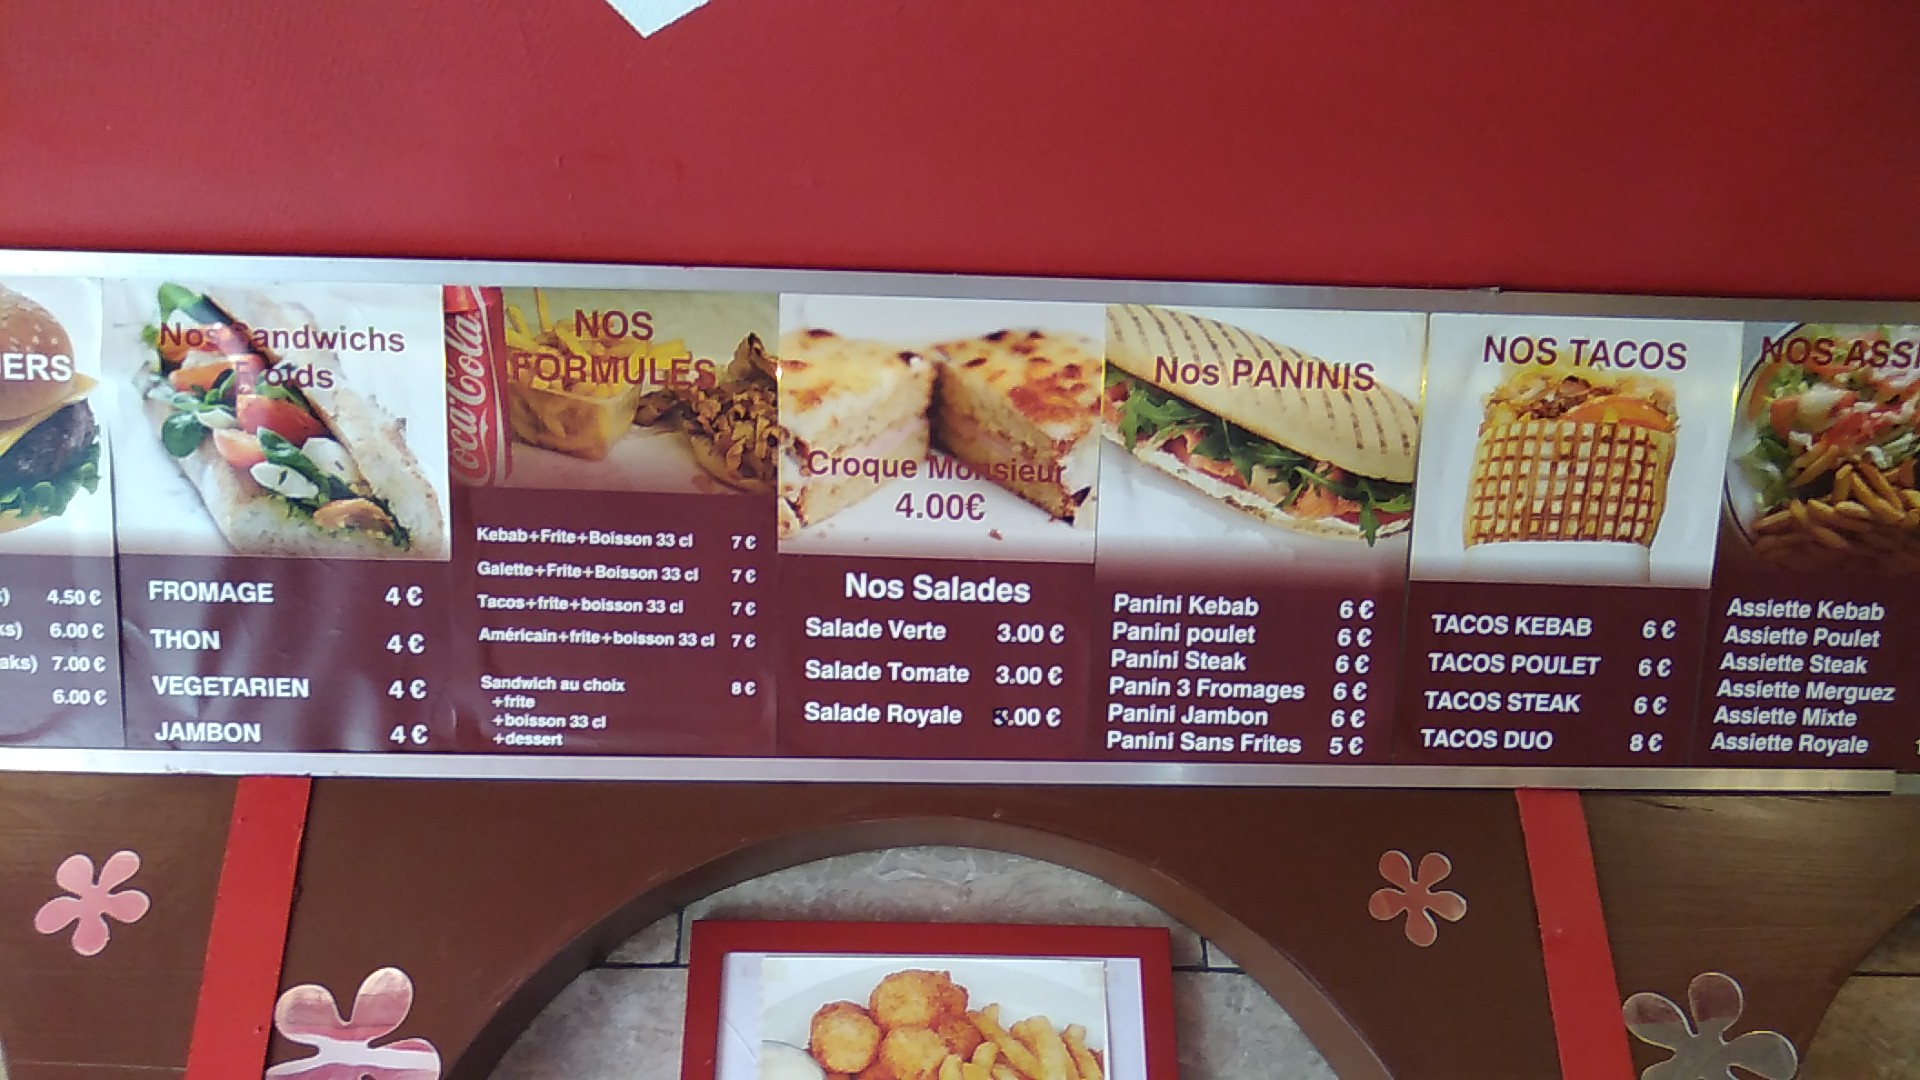 ERS
4.50 €
6.00 €
7.00 €
6.00 €
Nos Sandwichs
Froids
FROMAGE 4 €
THON 4 €
VEGETARIEN 4 €
JAMBON 4 €
Coca-Cola
NOS
FORMULES
Kebab+Frite+Boisson 33 cl 7 €
Galette+Frite+Boisson 33 cl 7 €
Tacos+frite+boisson 33 cl 7 €
Américain+frite+boisson 33 cl 7 €
Sandwich au choix 8 €
+frite
+boisson 33 cl
+dessert
Croque Monsieur
4.00€
Nos Salades
Salade Verte 3.00 €
Salade Tomate 3.00 €
Salade Royale .00 €
Nos PANINIS
Panini Kebab 6 €
Panini poulet 6 €
Panini Steak 6 €
Panin 3 Fromages 6 €
Panini Jambon 6 €
Panini Sans Frites 5 €
NOS TACOS
TACOS KEBAB 6 €
TACOS POULET 6 €
TACOS STEAK 6 €
TACOS DUO 8 €
NOS ASSI
Assiette Kebab
Assiette Poulet
Assiette Steak
Assiette Merguez
Assiette Mixte
Assiette Royale